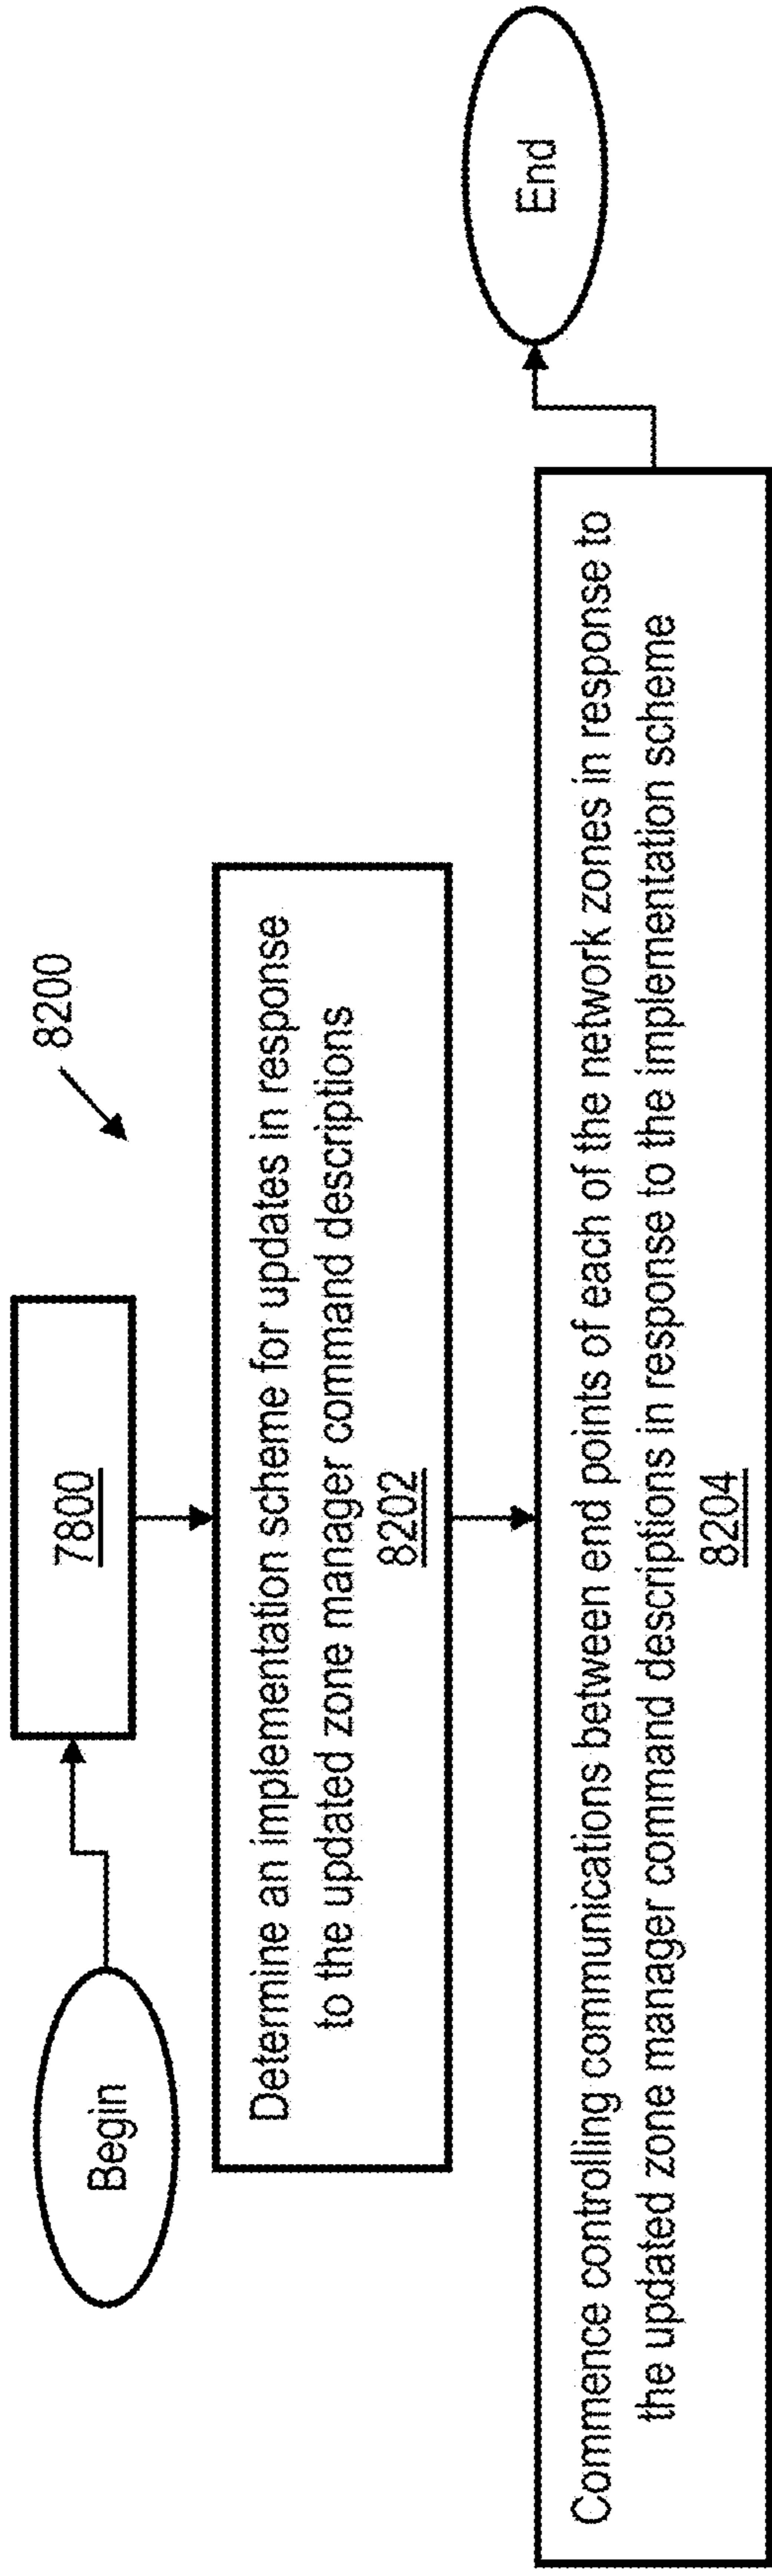 8200
Begin
7800
Determine an implementation scheme for updates in response
to the updated zone manager command descriptions
8202
Commence controlling communications between end points of each of the network zones in response to
the updated zone manager command descriptions in response to the implementation scheme
8204
End